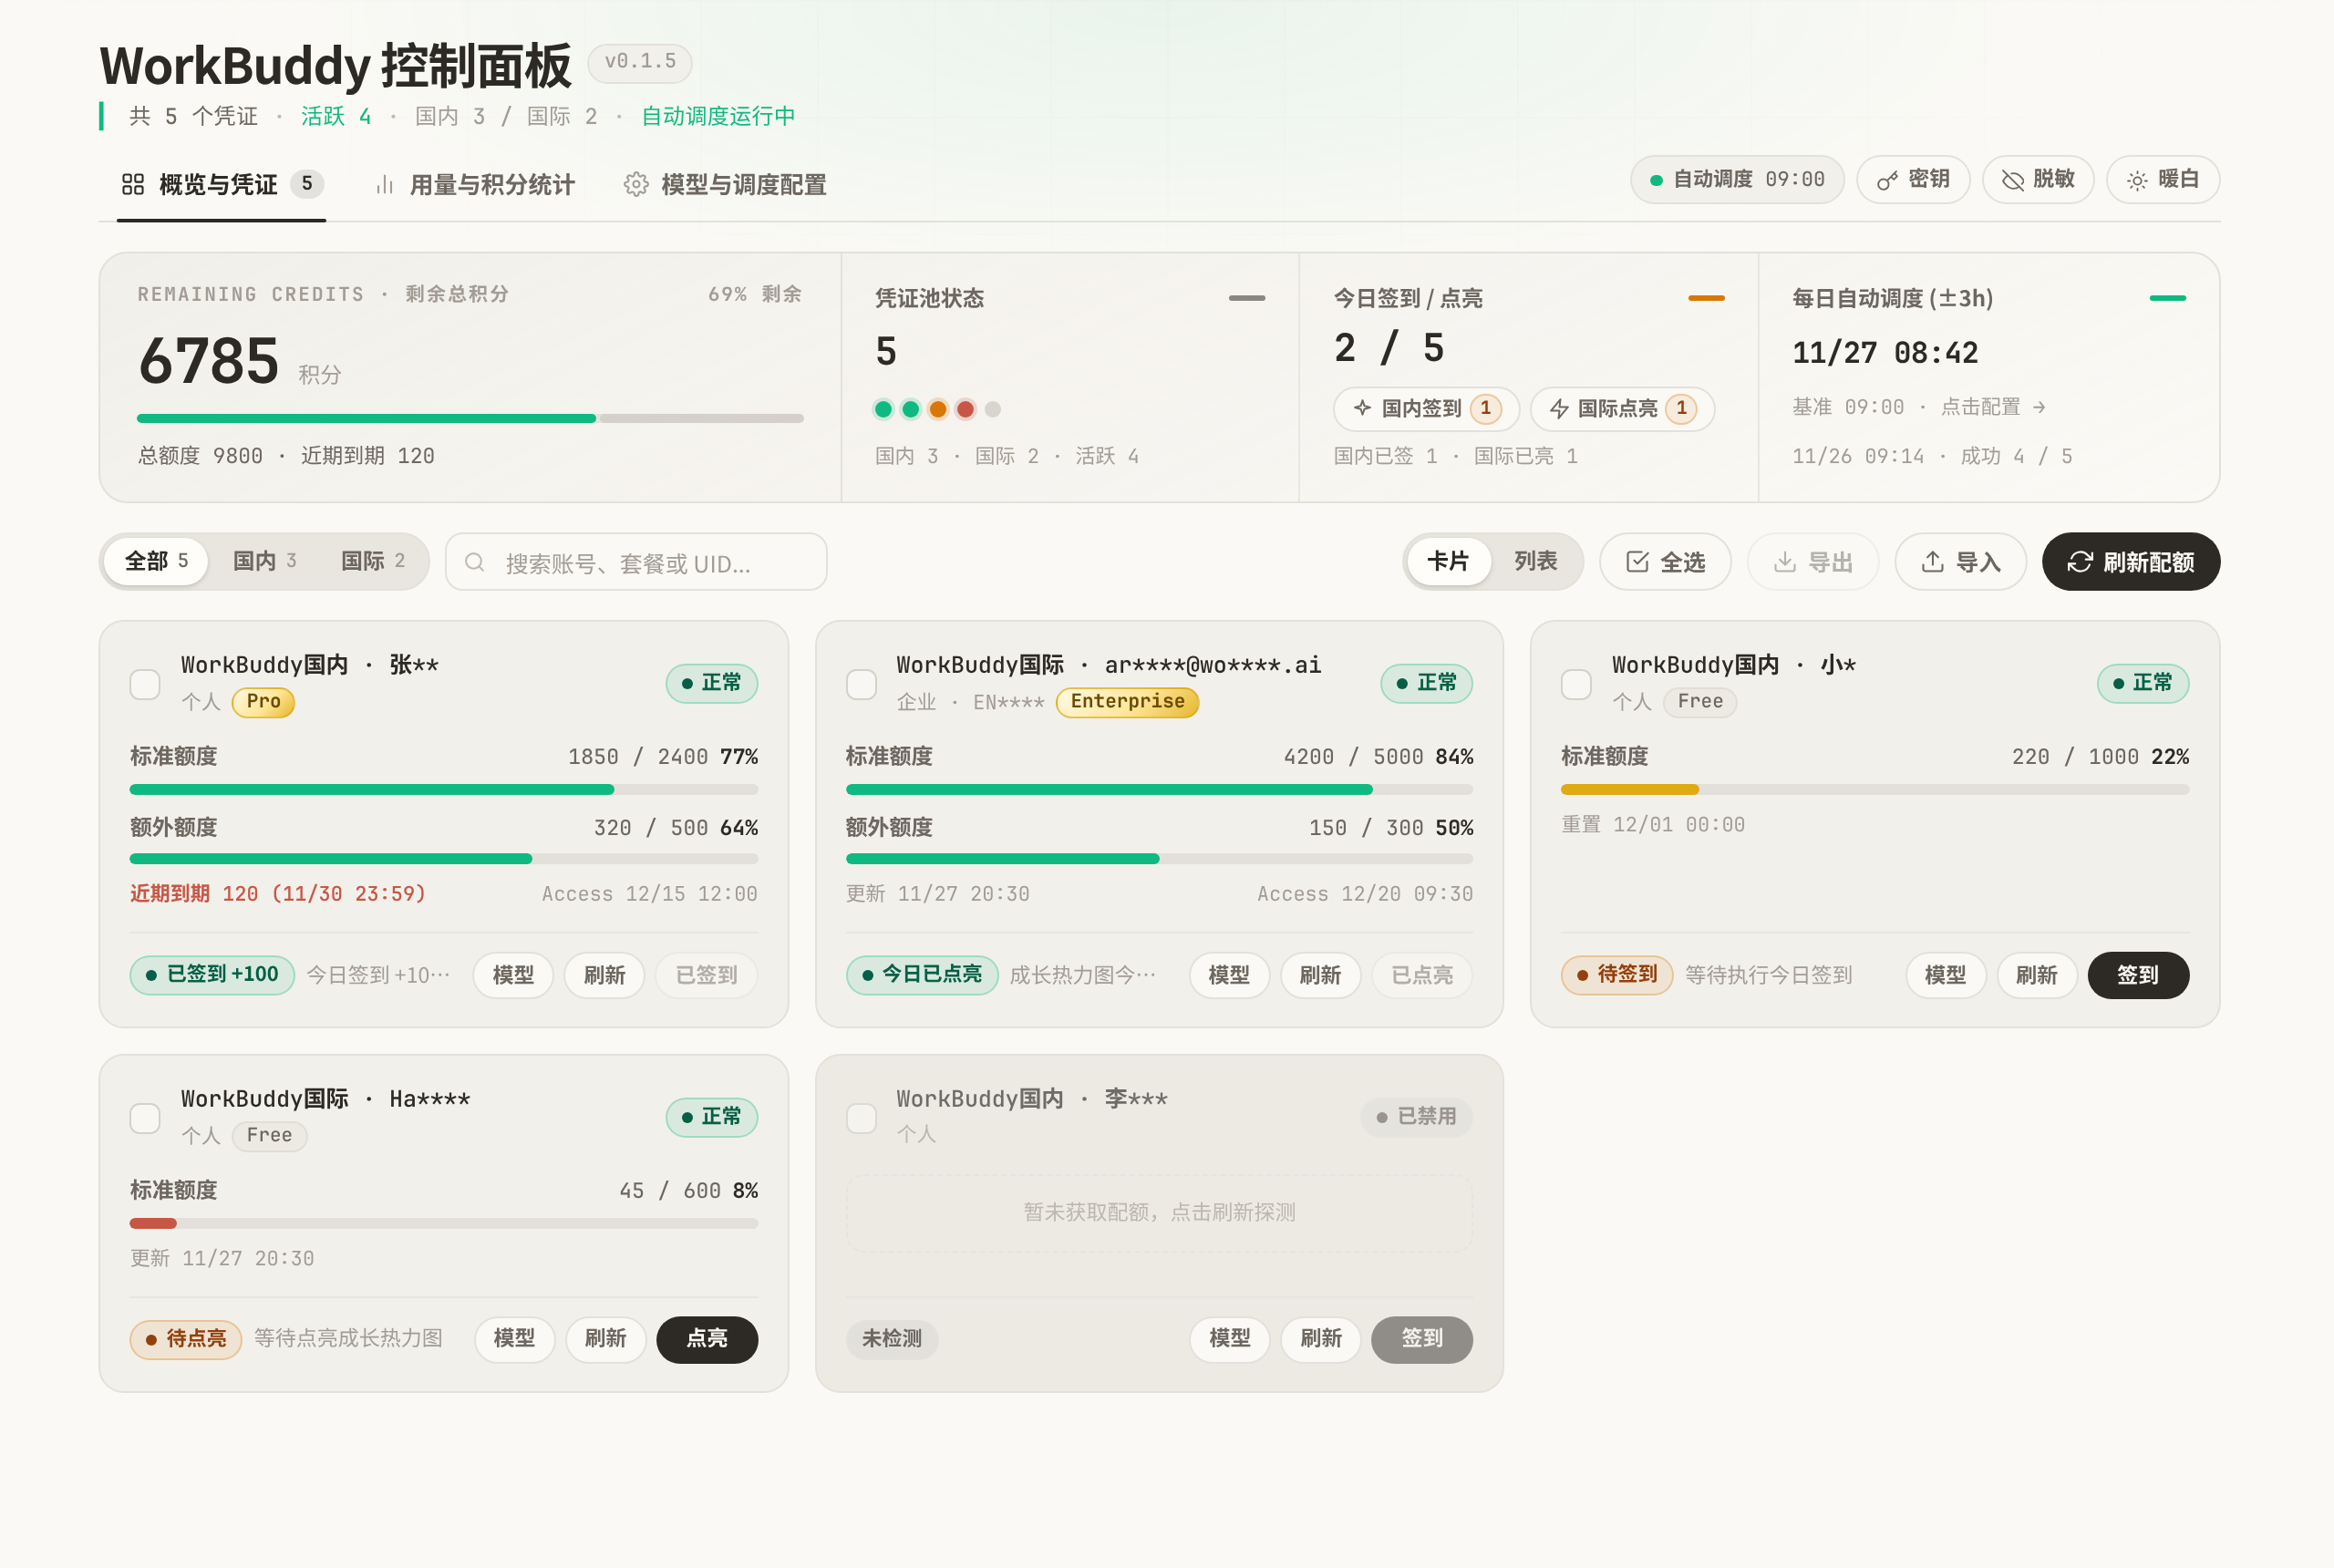 WorkBuddy 控制面板 v0.1.5
共 5 个凭证 · 活跃 4 · 国内 3 / 国际 2 · 自动调度运行中
概览与凭证 5 用量与积分统计 模型与调度配置 自动调度 09:00 密钥 脱敏 暖白
REMAINING CREDITS · 剩余总积分 69% 剩余
6785 积分
总额度 9800 · 近期到期 120
凭证池状态
5
国内 3 · 国际 2 · 活跃 4
今日签到 / 点亮
2 / 5
国内签到 1 国际点亮 1
国内已签 1 · 国际已亮 1
每日自动调度 (±3h)
11/27 08:42
基准 09:00 · 点击配置 →
11/26 09:14 · 成功 4 / 5
全部 5 国内 3 国际 2 搜索账号、套餐或 UID... 卡片 列表 全选 导出 导入 刷新配额
WorkBuddy国内 · 张**
个人 Pro
正常
标准额度 1850 / 2400 77%
额外额度 320 / 500 64%
近期到期 120 (11/30 23:59) Access 12/15 12:00
已签到 +100 今日签到 +10… 模型 刷新 已签到
WorkBuddy国际 · ar****@wo****.ai
企业 · EN**** Enterprise
正常
标准额度 4200 / 5000 84%
额外额度 150 / 300 50%
更新 11/27 20:30 Access 12/20 09:30
今日已点亮 成长热力图今… 模型 刷新 已点亮
WorkBuddy国内 · 小*
个人 Free
正常
标准额度 220 / 1000 22%
重置 12/01 00:00
待签到 等待执行今日签到 模型 刷新 签到
WorkBuddy国际 · Ha****
个人 Free
正常
标准额度 45 / 600 8%
更新 11/27 20:30
待点亮 等待点亮成长热力图 模型 刷新 点亮
WorkBuddy国内 · 李***
个人
已禁用
暂未获取配额，点击刷新探测
未检测 模型 刷新 签到